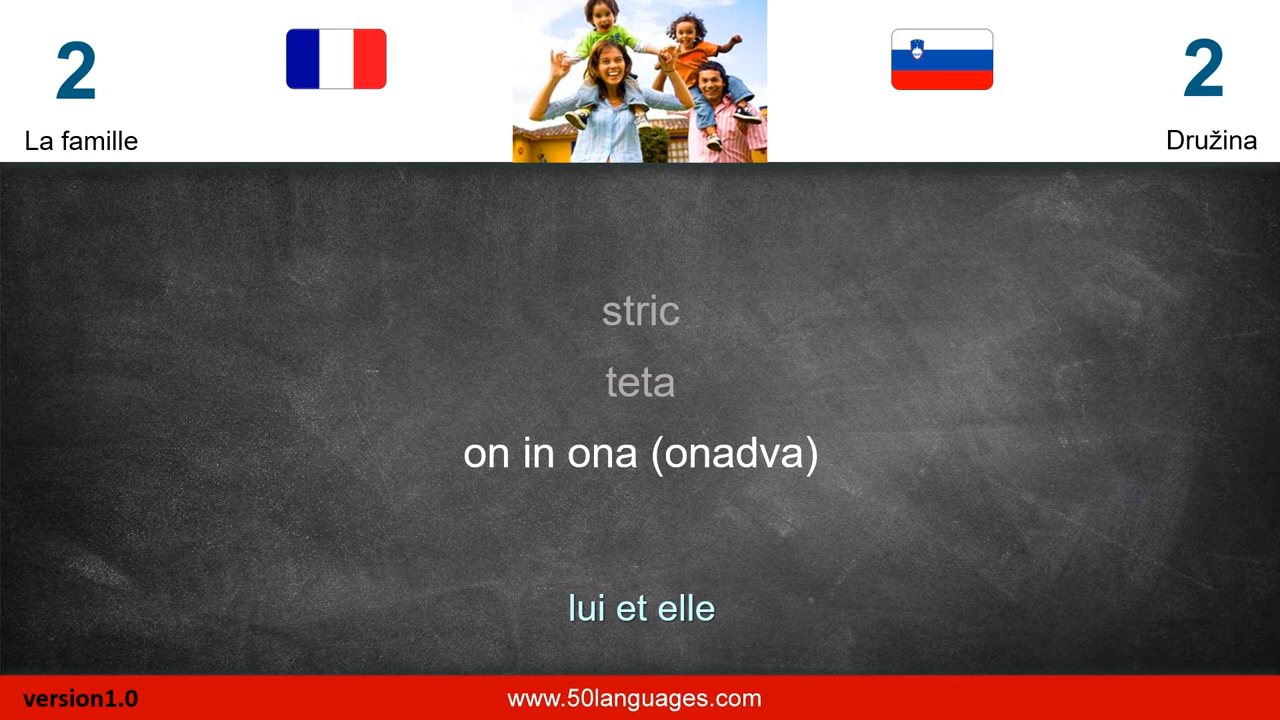 2
La famille
2
Družina
stric
teta
on in ona (onadva)
lui et elle
version1.0
www.50languages.com